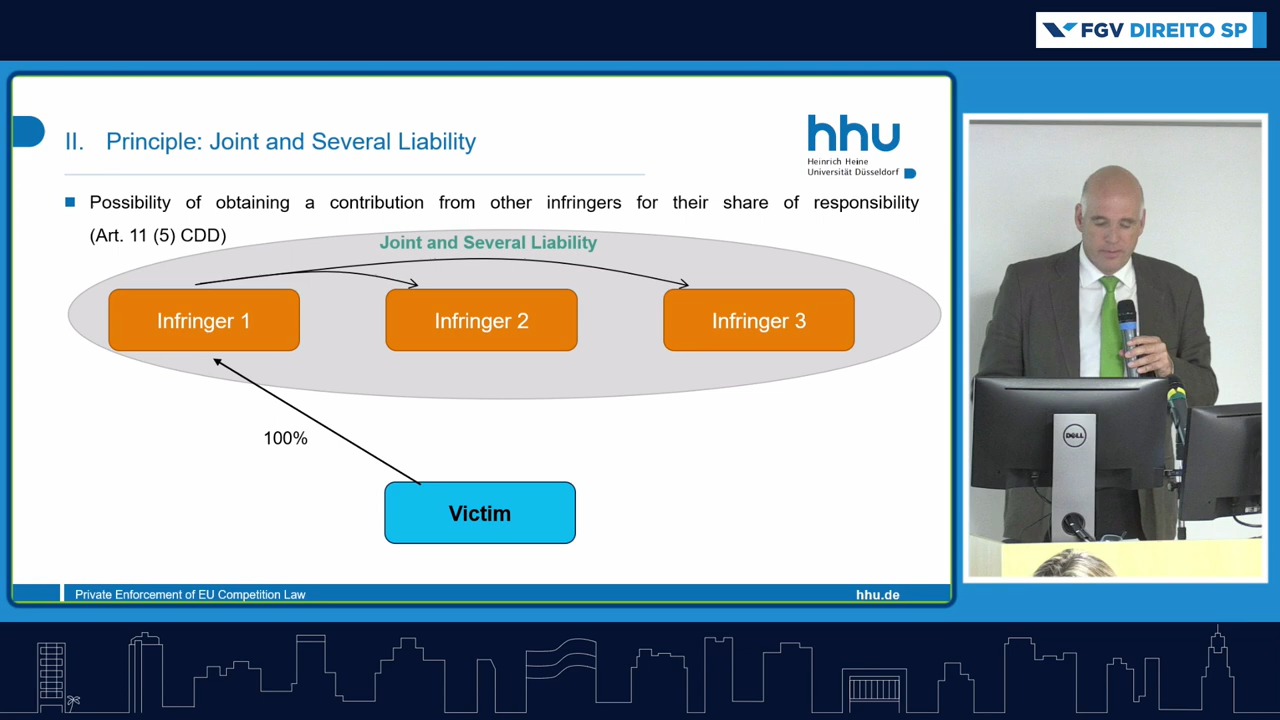 FGV DIREITO SP
II. Principle: Joint and Several Liability
hhu
Heinrich Heine
Universität Düsseldorf
Possibility of obtaining a contribution from other infringers for their share of responsibility
(Art. 11 (5) CDD)
Joint and Several Liability
Infringer 1
Infringer 2
Infringer 3
100%
Victim
DELL
Private Enforcement of EU Competition Law
hhu.de